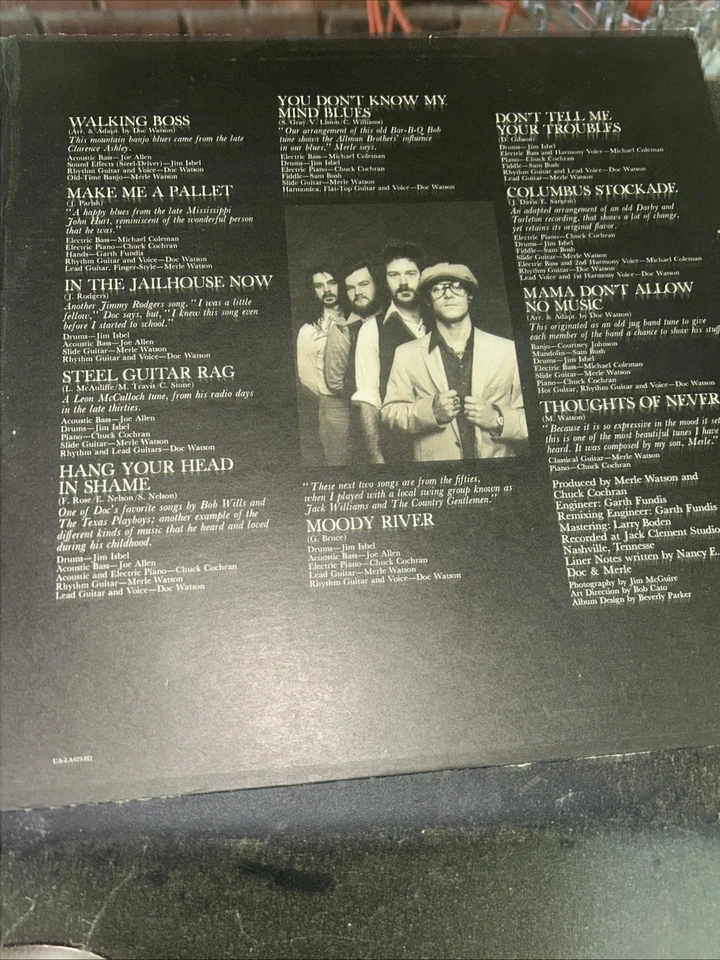 WALKING BOSS
(Arr. & Adapt. by Doc Watson)
This mountain banjo blues came from the late
Clarence Ashley.
Acoustic Bass—Joe Allen
Sound Effects (Steel-Driver)—Jim Isbel
Rhythm Guitar and Voice—Doc Watson
Old-Time Banjo—Merle Watson
MAKE ME A PALLET
(J. Parish)
"A happy blues from the late Mississippi
John Hurt, reminiscent of the wonderful person
that he was."
Electric Bass—Michael Coleman
Electric Piano—Chuck Cochran
Hands—Garth Fundis
Rhythm Guitar and Voice—Doc Watson
Lead Guitar, Finger-Style—Merle Watson
IN THE JAILHOUSE NOW
(J. Rodgers)
Another Jimmy Rodgers song. "I was a little
fellow," Doc says, but, "I knew this song even
before I started to school."
Drums—Jim Isbel
Acoustic Bass—Joe Allen
Slide Guitar—Merle Watson
Rhythm Guitar and Voice—Doc Watson
STEEL GUITAR RAG
(L. McAuliffe/M. Travis/C. Stone)
A Leon McCulloch tune, from his radio days
in the late thirties.
Acoustic Bass—Joe Allen
Drums—Jim Isbel
Piano—Chuck Cochran
Slide Guitar—Merle Watson
Rhythm and Lead Guitars—Doc Watson
HANG YOUR HEAD
IN SHAME
(F. Rose/E. Nelson/S. Nelson)
One of Doc's favorite songs by Bob Wills and
The Texas Playboys; another example of the
different kinds of music that he heard and loved
during his childhood.
Drums—Jim Isbel
Acoustic Bass—Joe Allen
Acoustic and Electric Piano—Chuck Cochran
Rhythm Guitar—Merle Watson
Lead Guitar and Voice—Doc Watson
YOU DON'T KNOW MY
MIND BLUES
(S. Gray/V. Liston/C. Williams)
"Our arrangement of this old Bar-B-Q Bob
tune shows the Allman Brothers' influence
in our blues," Merle says.
Electric Bass—Michael Coleman
Drums—Jim Isbel
Electric Piano—Chuck Cochran
Fiddle—Sam Bush
Slide Guitar—Merle Watson
Harmonica, Flat-Top Guitar and Voice—Doc Watson
"These next two songs are from the fifties,
when I played with a local swing group known as
Jack Williams and The Country Gentlemen."
MOODY RIVER
(G. Bruce)
Drums—Jim Isbel
Acoustic Bass—Joe Allen
Electric Piano—Chuck Cochran
Lead Guitar—Merle Watson
Rhythm Guitar and Voice—Doc Watson
DON'T TELL ME
YOUR TROUBLES
(D. Gibson)
Drums—Jim Isbel
Electric Bass and Harmony Voice—Michael Coleman
Piano—Chuck Cochran
Fiddle—Sam Bush
Rhythm Guitar and Lead Voice—Doc Watson
Lead Guitar—Merle Watson
COLUMBUS STOCKADE
(J. Davis/E. Sargent)
An adapted arrangement of an old Darby and
Tarleton recording, that shows a lot of change,
yet retains its original flavor.
Electric Piano—Chuck Cochran
Drums—Jim Isbel
Fiddle—Sam Bush
Slide Guitar—Merle Watson
Electric Bass and 2nd Harmony Voice—Michael Coleman
Rhythm Guitar—Doc Watson
Lead Voice and 1st Harmony Voice—Doc Watson
MAMA DON'T ALLOW
NO MUSIC
(Arr. & Adapt. by Doc Watson)
This originated as an old jug band tune to give
each member of the band a chance to show his stuff
Banjo—Courtney Johnson
Mandolin—Sam Bush
Drums—Jim Isbel
Electric Bass—Michael Coleman
Slide Guitar—Merle Watson
Piano—Chuck Cochran
Hot Guitar, Rhythm Guitar and Voice—Doc Watson
THOUGHTS OF NEVER
(M. Watson)
"Because it is so expressive in the mood it set
this is one of the most beautiful tunes I have
heard. It was composed by my son, Merle."
Classical Guitar—Merle Watson
Piano—Chuck Cochran
Produced by Merle Watson and
Chuck Cochran
Engineer: Garth Fundis
Remixing Engineer: Garth Fundis
Mastering: Larry Boden
Recorded at Jack Clement Studio
Nashville, Tennessee
Liner Notes written by Nancy E.
Doc & Merle
Photography by Jim McGuire
Art Direction by Bob Cato
Album Design by Beverly Parker